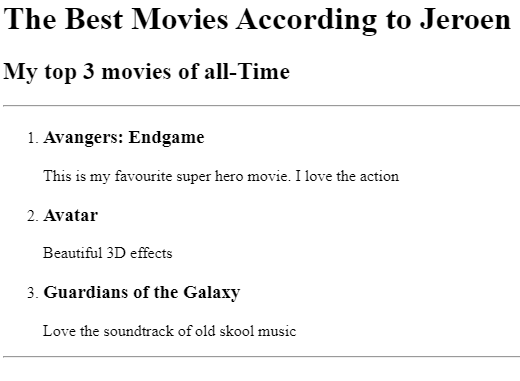 The Best Movies According to Jeroen
My top 3 movies of all-Time
1. Avangers: Endgame
This is my favourite super hero movie. I love the action
2. Avatar
Beautiful 3D effects
3. Guardians of the Galaxy
Love the soundtrack of old skool music